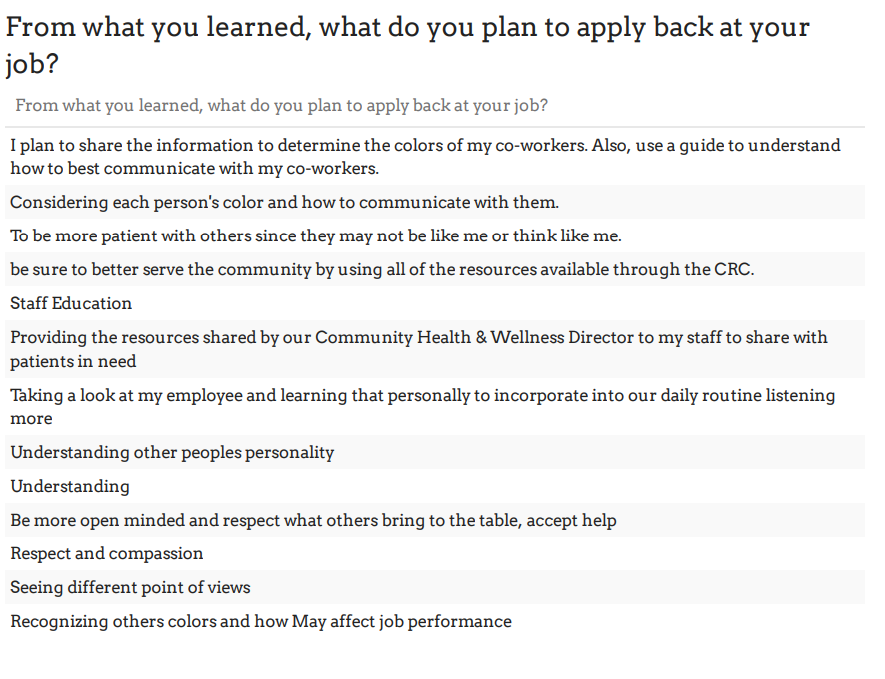 From what you learned, what do you plan to apply back at your
job?
From what you learned, what do you plan to apply back at your job?
I plan to share the information to determine the colors of my co-workers. Also, use a guide to understand
how to best communicate with my co-workers.
Considering each person's color and how to communicate with them.
To be more patient with others since they may not be like me or think like me.
be sure to better serve the community by using all of the resources available through the CRC.
Staff Education
Providing the resources shared by our Community Health & Wellness Director to my staff to share with
patients in need
Taking a look at my employee and learning that personally to incorporate into our daily routine listening
more
Understanding other peoples personality
Understanding
Be more open minded and respect what others bring to the table, accept help
Respect and compassion
Seeing different point of views
Recognizing others colors and how May affect job performance